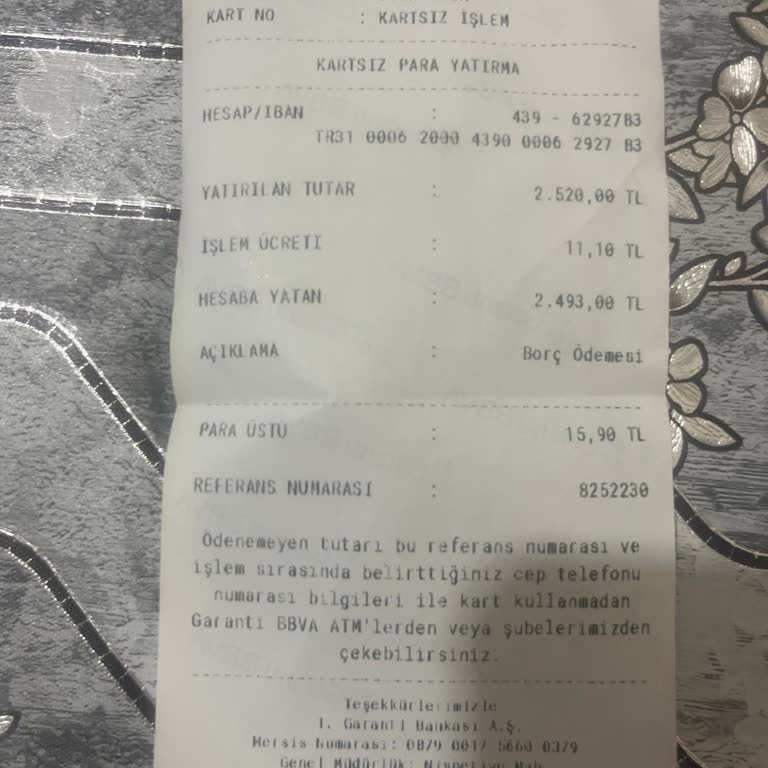 KART NO : KARTSIZ İŞLEM
KARTSIZ PARA YATIRMA
HESAP/IBAN : 439 - 6292783
TR31 0006 2000 4390 0006 2927 83
YATIRILAN TUTAR : 2.520,00 TL
İŞLEM ÜCRETİ : 11,10 TL
HESABA YATAN : 2.493,00 TL
AÇIKLAMA : Borç Ödemesi
PARA ÜSTÜ : 15,90 TL
REFERANS NUMARASI : 8252230
Ödenemeyen tutarı bu referans numarası ve
işlem sırasında belirttiğiniz cep telefonu
numarası bilgileri ile kart kullanmadan
Garanti BBVA ATM'lerden veya şubelerimizden
çekebilirsiniz.
Teşekkürlerimizle
T. Garanti Bankası A.Ş.
Mersis Numarası: 0879 0017 5660 0379
Genel Müdürlük: Nispetiye Mah.